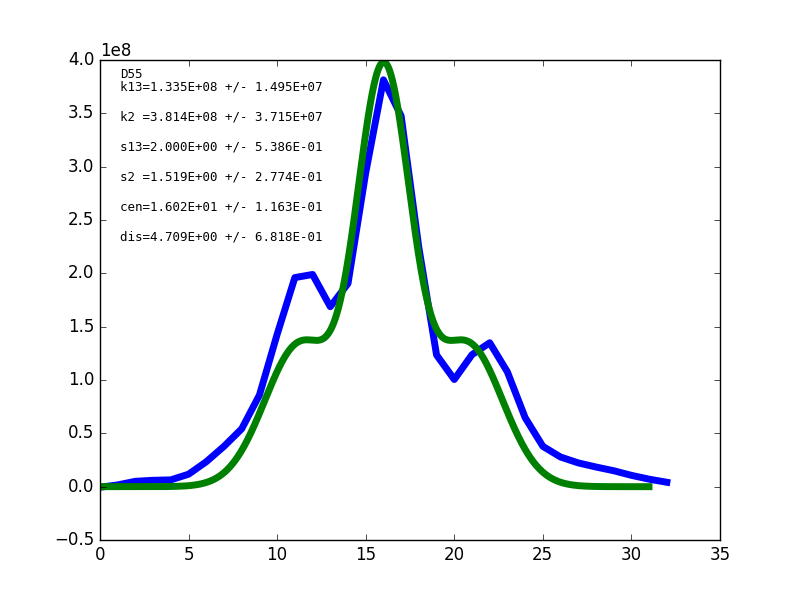 1e8
4.0
D55
k13=1.335E+08 +/- 1.495E+07
3.5
k2 =3.814E+08 +/- 3.715E+07
s13=2.000E+00 +/- 5.386E-01
3.0
s2 =1.519E+00 +/- 2.774E-01
2.5
cen=1.602E+01 +/- 1.163E-01
dis=4.709E+00 +/- 6.818E-01
2.0
1.5
1.0
0.5
0.0
−0.5
0 5 10 15 20 25 30 35